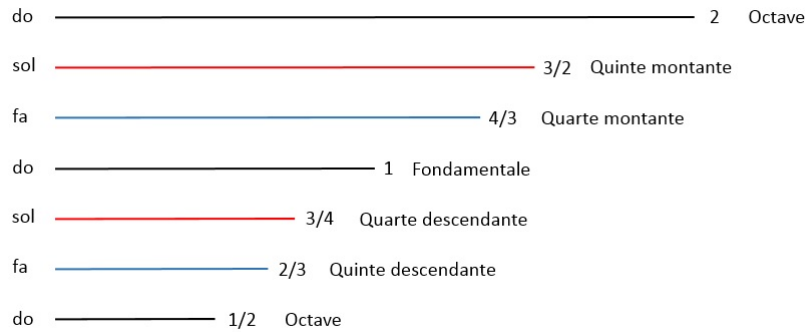 do 2 Octave
sol 3/2 Quinte montante
fa 4/3 Quarte montante
do 1 Fondamentale
sol 3/4 Quarte descendante
fa 2/3 Quinte descendante
do 1/2 Octave